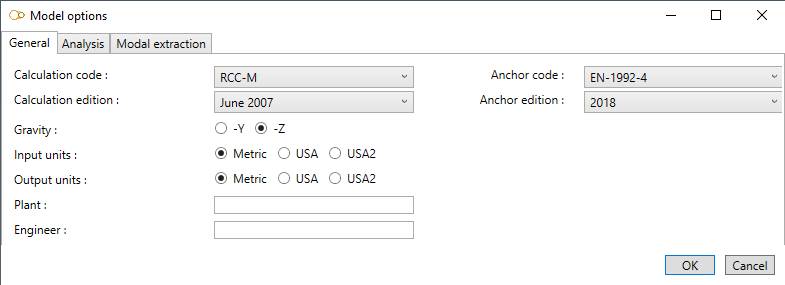 Model options
General Analysis Modal extraction
Calculation code : RCC-M Anchor code : EN-1992-4
Calculation edition : June 2007 Anchor edition : 2018
Gravity : -Y -Z
Input units : Metric USA USA2
Output units : Metric USA USA2
Plant :
Engineer :
OK Cancel